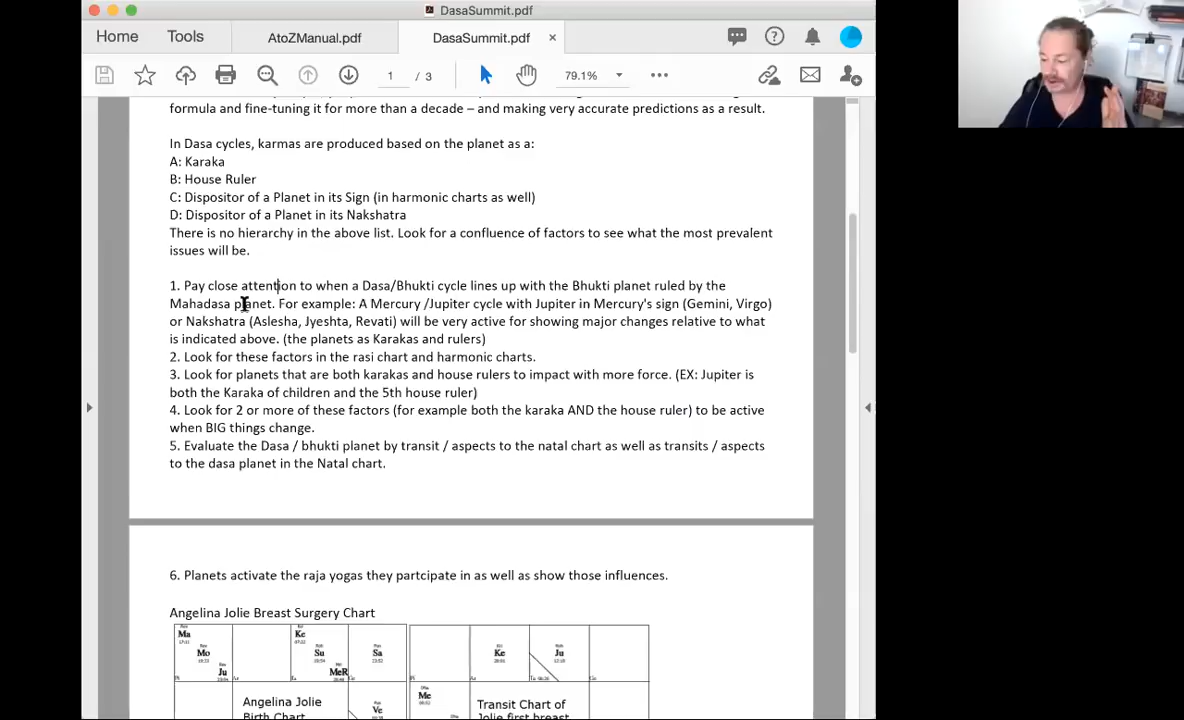 DasaSummit.pdf
Home
Tools
AtoZManual.pdf
DasaSummit.pdf
1 / 3
79.1%
formula and fine-tuning it for more than a decade – and making very accurate predictions as a result.
In Dasa cycles, karmas are produced based on the planet as a:
A: Karaka
B: House Ruler
C: Dispositor of a Planet in its Sign (in harmonic charts as well)
D: Dispositor of a Planet in its Nakshatra
There is no hierarchy in the above list. Look for a confluence of factors to see what the most prevalent
issues will be.
1. Pay close attention to when a Dasa/Bhukti cycle lines up with the Bhukti planet ruled by the
Mahadasa planet. For example: A Mercury /Jupiter cycle with Jupiter in Mercury's sign (Gemini, Virgo)
or Nakshatra (Aslesha, Jyeshta, Revati) will be very active for showing major changes relative to what
is indicated above. (the planets as Karakas and rulers)
2. Look for these factors in the rasi chart and harmonic charts.
3. Look for planets that are both karakas and house rulers to impact with more force. (EX: Jupiter is
both the Karaka of children and the 5th house ruler)
4. Look for 2 or more of these factors (for example both the karaka AND the house ruler) to be active
when BIG things change.
5. Evaluate the Dasa / bhukti planet by transit / aspects to the natal chart as well as transits / aspects
to the dasa planet in the Natal chart.
6. Planets activate the raja yogas they partcipate in as well as show those influences.
Angelina Jolie Breast Surgery Chart
Ma
Mo
Ju
Ke
Su
MeR
Sa
Ke
Ju
Angelina Jolie
Birth Chart
Ve
Me
Transit Chart of
Jolie first breast